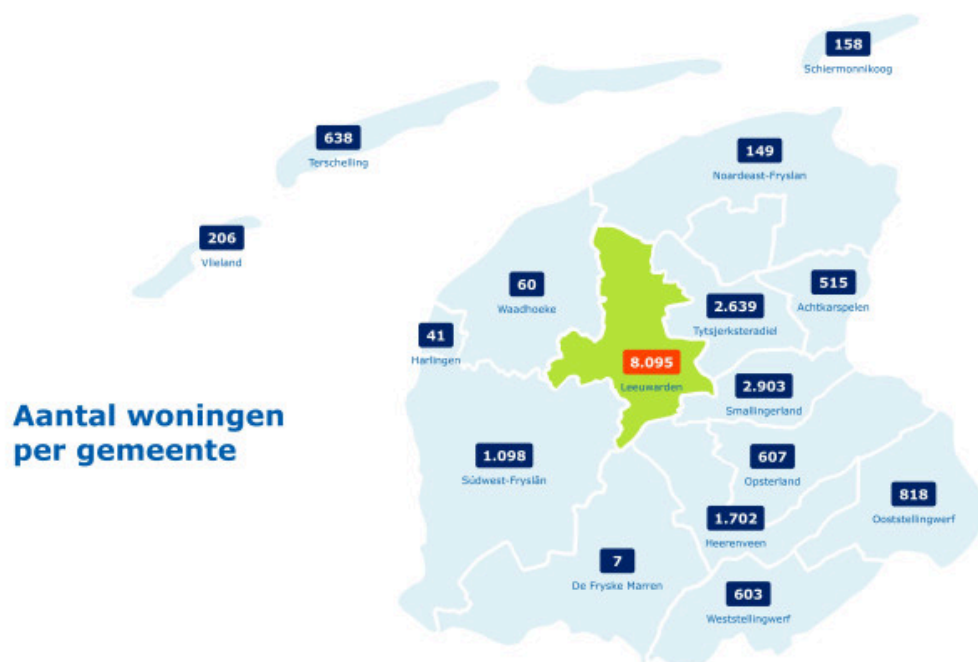 158
Schiermonnikoog
638
Terschelling
149
Noardeast-Fryslan
206
Vlieland
60
Waadhoeke
515
Achtkarspelen
2.639
Tytsjerksteradiel
41
Harlingen
8.095
Leeuwarden
2.903
Smallingerland
Aantal woningen
per gemeente
1.098
Súdwest-Fryslân
607
Opsterland
818
Ooststellingwerf
1.702
Heerenveen
7
De Fryske Marren
603
Weststellingwerf